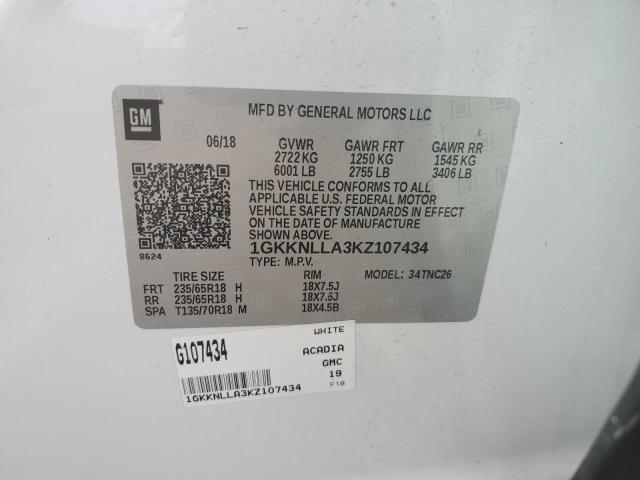 GM
MFD BY GENERAL MOTORS LLC
06/18 GVWR GAWR FRT GAWR RR
2722 KG 1250 KG 1545 KG
6001 LB 2755 LB 3406 LB
THIS VEHICLE CONFORMS TO ALL
APPLICABLE U.S. FEDERAL MOTOR
VEHICLE SAFETY STANDARDS IN EFFECT
ON THE DATE OF MANUFACTURE
SHOWN ABOVE.
8624
1GKKNLLA3KZ107434
TYPE: M.P.V. MODEL: 34TNC26
TIRE SIZE RIM
FRT 235/65R18 H 18X7.5J
RR 235/65R18 H 18X7.5J
SPA T135/70R18 M 18X4.5B
G107434 WHITE
ACADIA
GMC
19
1GKKNLLA3KZ107434 F18